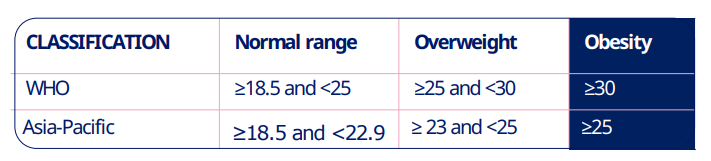 CLASSIFICATION Normal range Overweight Obesity
WHO ≥18.5 and <25 ≥25 and <30 ≥30
Asia-Pacific ≥18.5 and <22.9 ≥ 23 and <25 ≥25